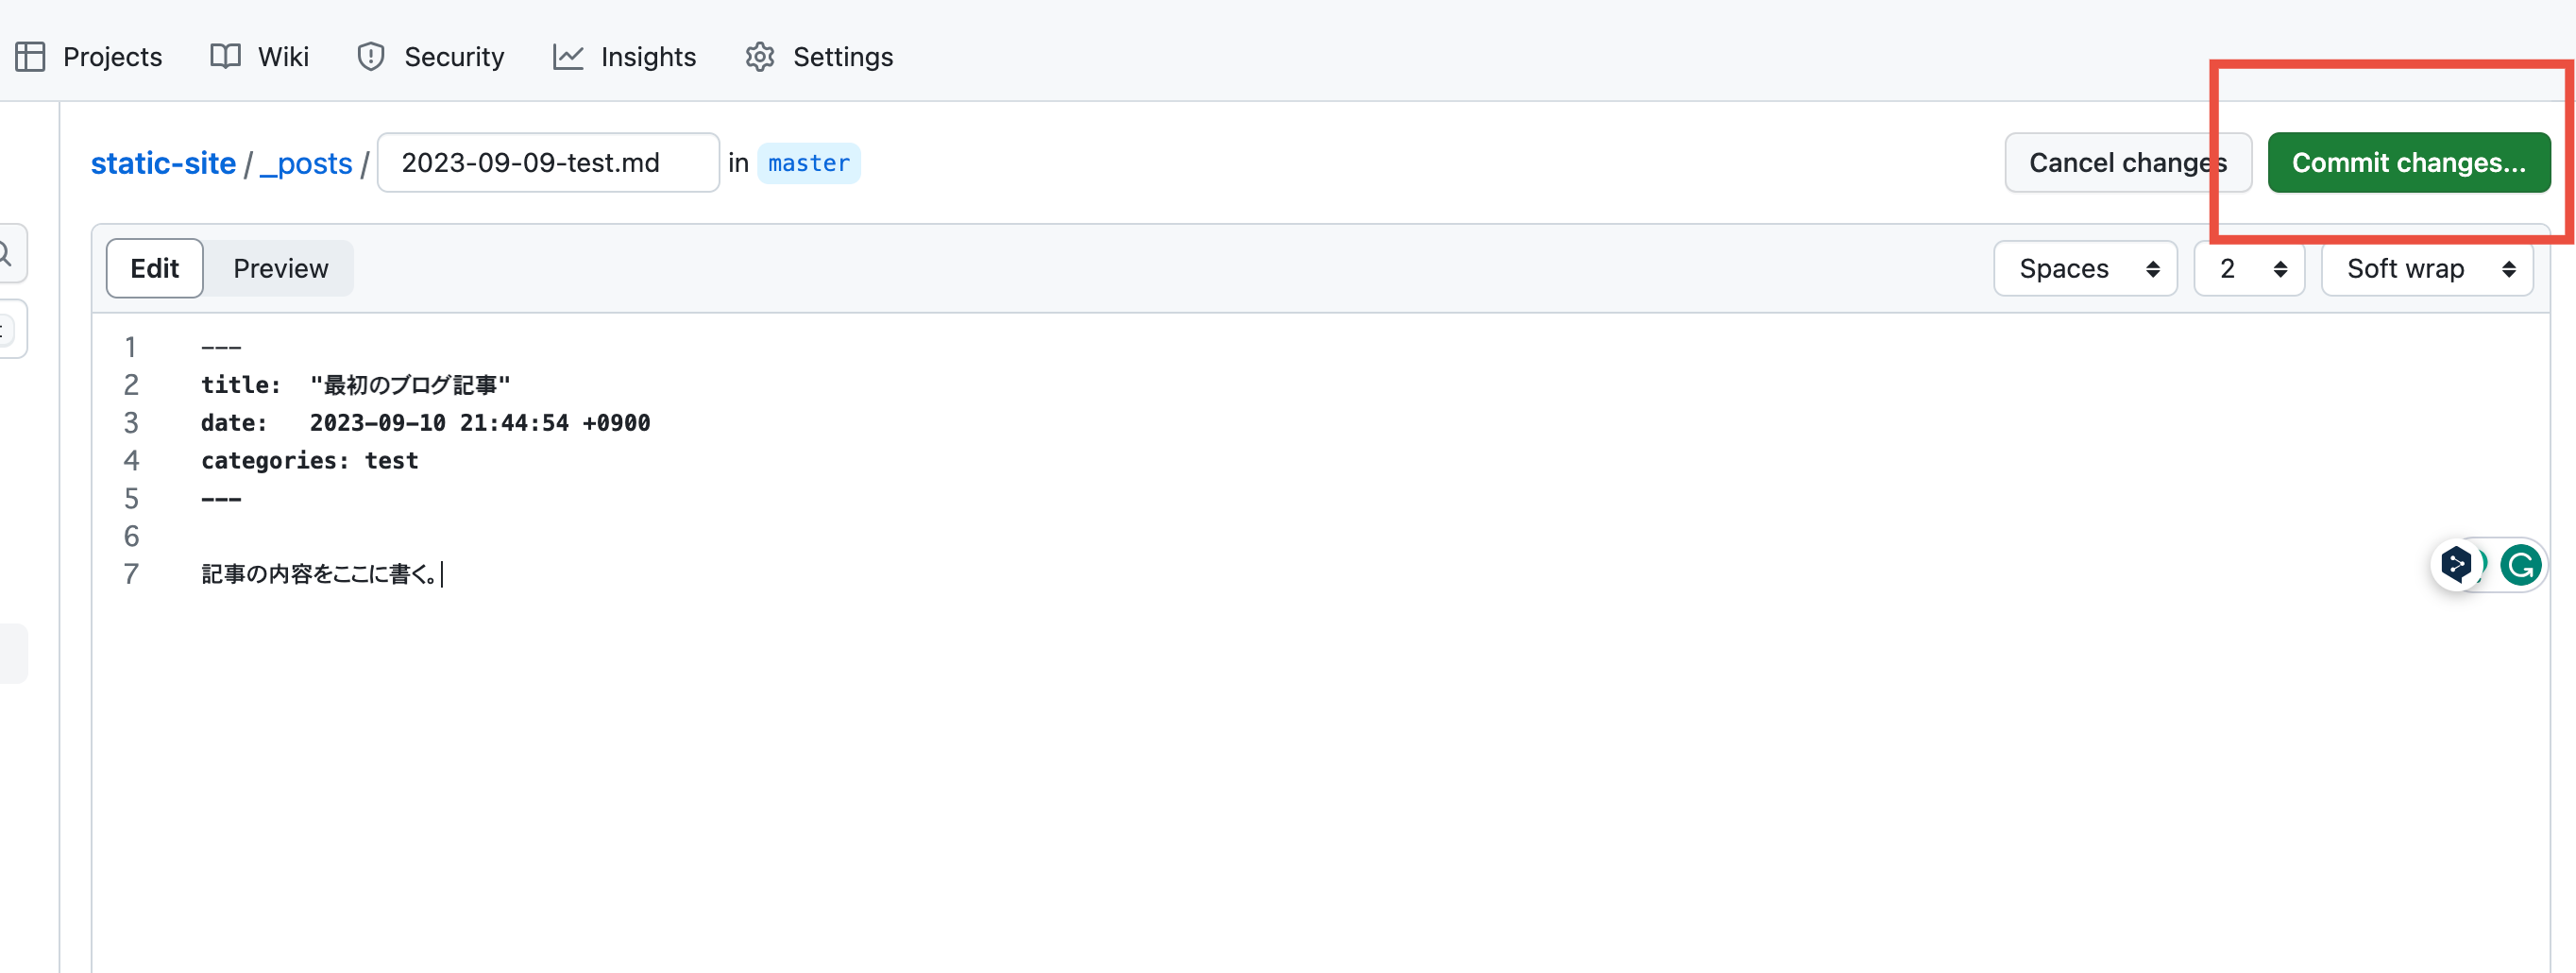 Projects Wiki Security Insights Settings
static-site / _posts / 2023-09-09-test.md in master Cancel changes Commit changes...
Edit Preview Spaces 2 Soft wrap
1 ---
2 title: "最初のブログ記事"
3 date: 2023-09-10 21:44:54 +0900
4 categories: test
5 ---
6
7 記事の内容をここに書く。